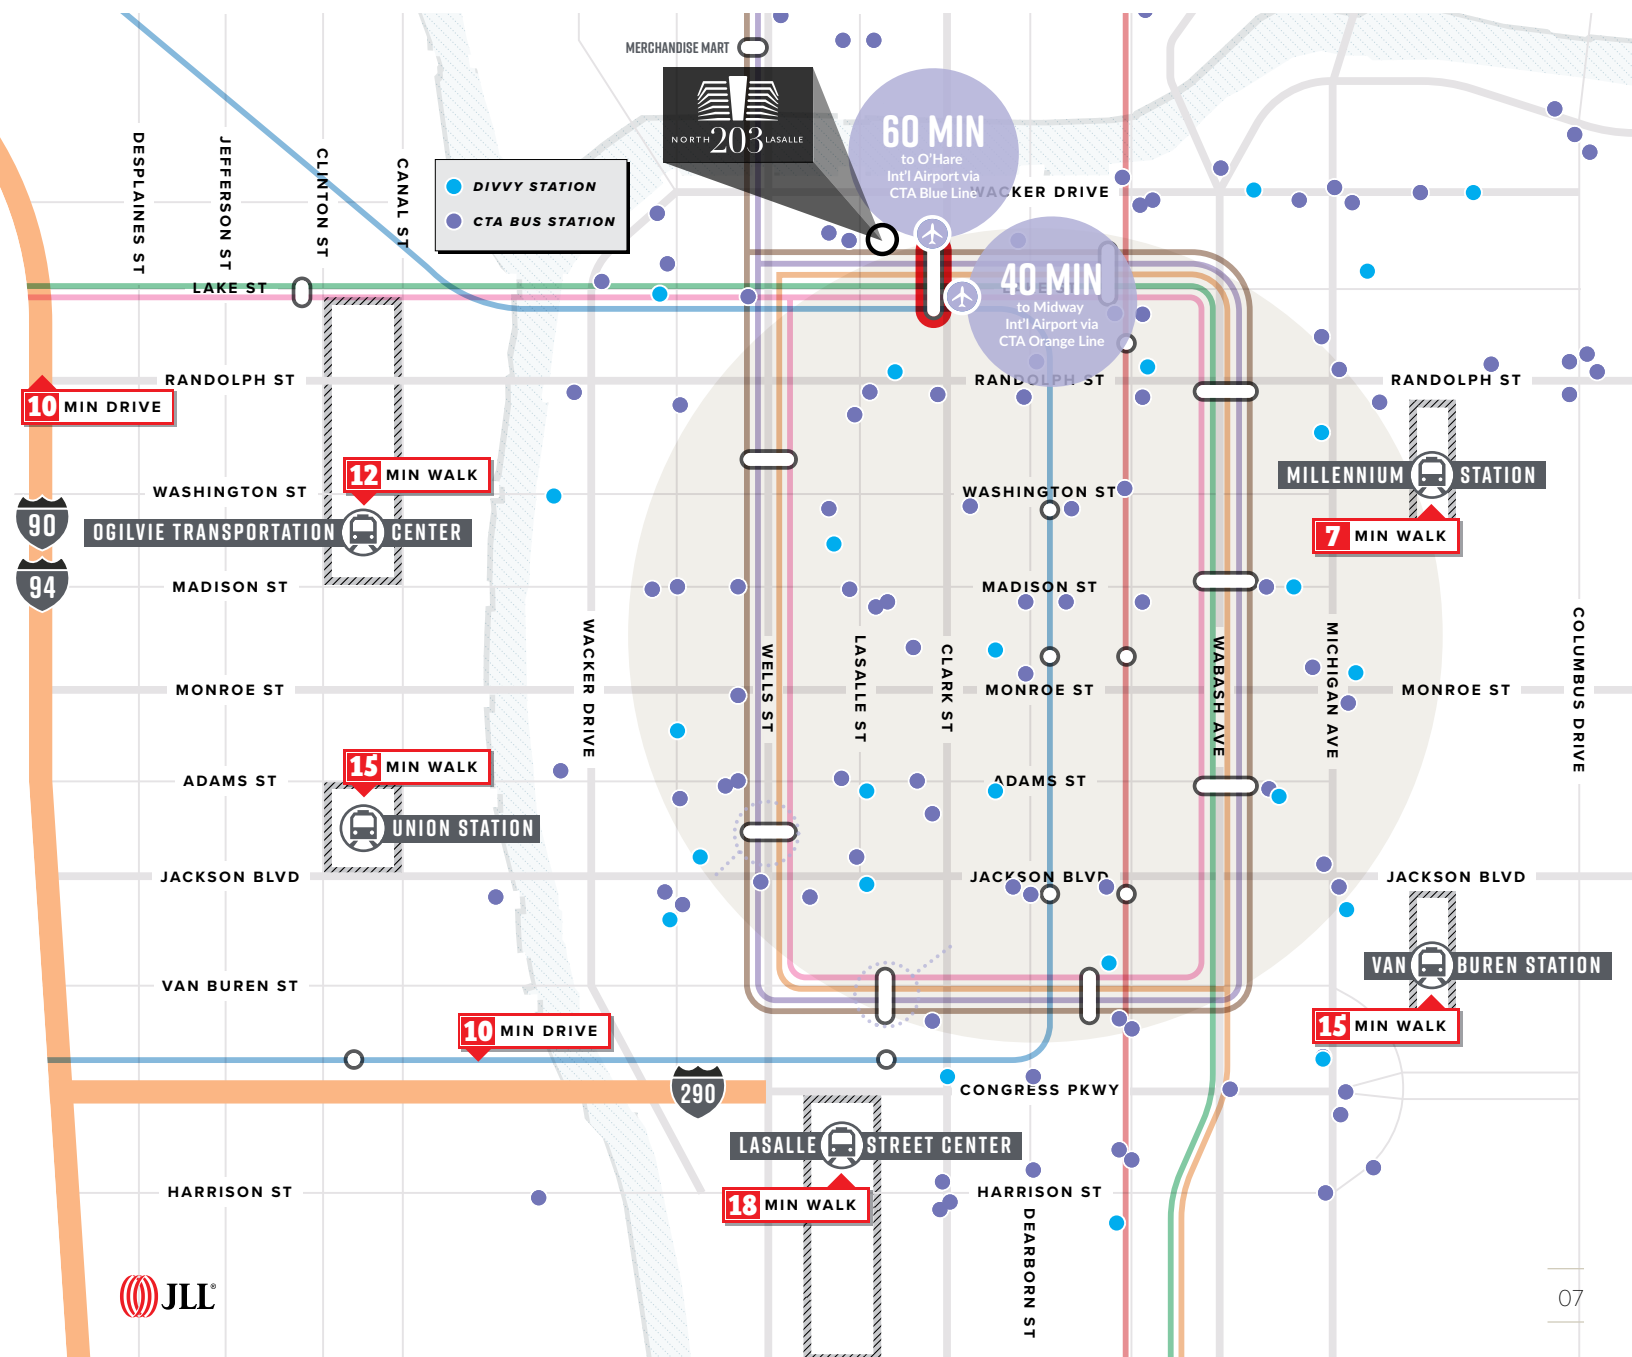 MERCHANDISE MART
NORTH 203 LASALLE
60 MIN
to O'Hare
Int'l Airport via
CTA Blue Line
DIVVY STATION
CTA BUS STATION
DESPLAINES ST
JEFFERSON ST
CLINTON ST
CANAL ST
WACKER DRIVE
40 MIN
to Midway
Int'l Airport via
CTA Orange Line
LAKE ST
RANDOLPH ST
RANDOLPH ST
RANDOLPH ST
10 MIN DRIVE
12 MIN WALK
WASHINGTON ST
WASHINGTON ST
MILLENNIUM STATION
7 MIN WALK
90
OGILVIE TRANSPORTATION CENTER
94
MADISON ST
MADISON ST
WACKER DRIVE
WELLS ST
LASALLE ST
CLARK ST
WABASH AVE
MICHIGAN AVE
COLUMBUS DRIVE
MONROE ST
MONROE ST
MONROE ST
15 MIN WALK
ADAMS ST
ADAMS ST
UNION STATION
JACKSON BLVD
JACKSON BLVD
JACKSON BLVD
VAN BUREN STATION
VAN BUREN ST
15 MIN WALK
10 MIN DRIVE
290
CONGRESS PKWY
LASALLE STREET CENTER
18 MIN WALK
HARRISON ST
HARRISON ST
DEARBORN ST
JLL®
07